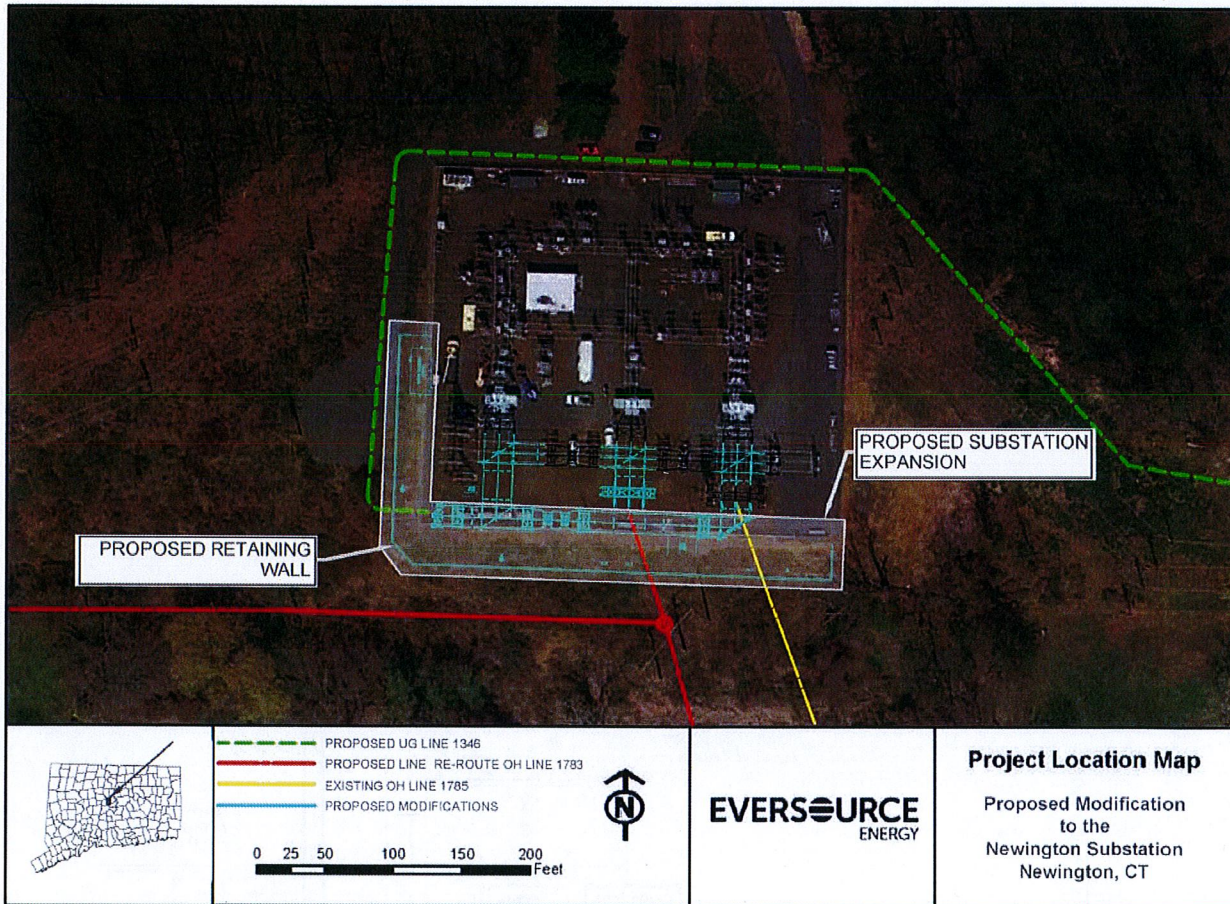 PROPOSED SUBSTATION
EXPANSION
PROPOSED RETAINING
WALL
PROPOSED UG LINE 1346
PROPOSED LINE RE-ROUTE OH LINE 1783
EXISTING OH LINE 1785
PROPOSED MODIFICATIONS
N
0 25 50 100 150 200
Feet
EVERSOURCE
ENERGY
Project Location Map
Proposed Modification
to the
Newington Substation
Newington, CT